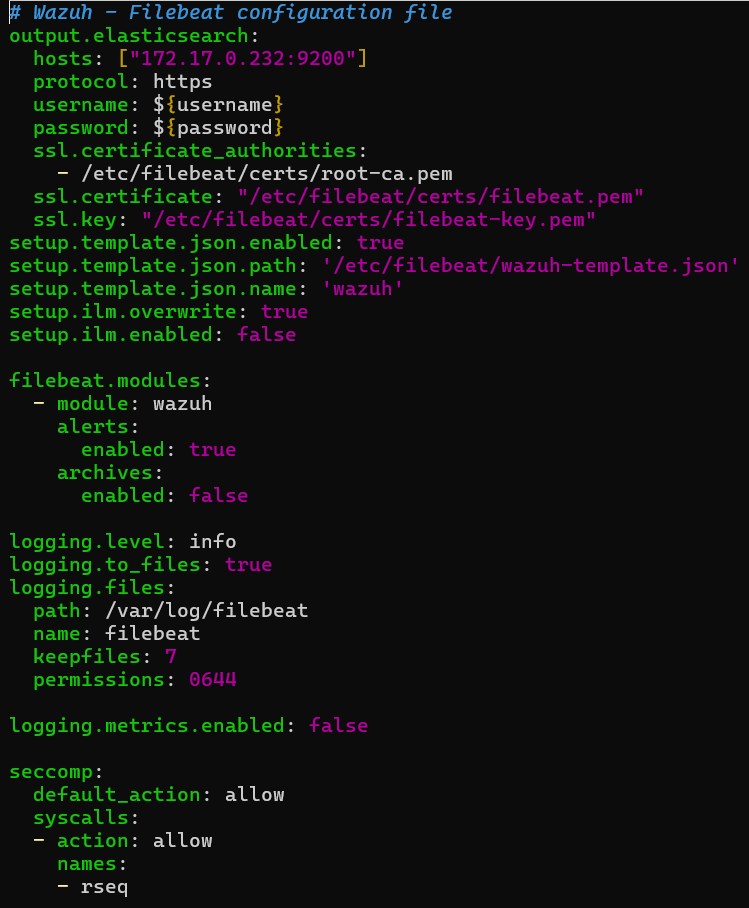 # Wazuh - Filebeat configuration file
output.elasticsearch:
  hosts: ["172.17.0.232:9200"]
  protocol: https
  username: ${username}
  password: ${password}
  ssl.certificate_authorities:
    - /etc/filebeat/certs/root-ca.pem
  ssl.certificate: "/etc/filebeat/certs/filebeat.pem"
  ssl.key: "/etc/filebeat/certs/filebeat-key.pem"
setup.template.json.enabled: true
setup.template.json.path: '/etc/filebeat/wazuh-template.json'
setup.template.json.name: 'wazuh'
setup.ilm.overwrite: true
setup.ilm.enabled: false

filebeat.modules:
  - module: wazuh
    alerts:
      enabled: true
    archives:
      enabled: false

logging.level: info
logging.to_files: true
logging.files:
  path: /var/log/filebeat
  name: filebeat
  keepfiles: 7
  permissions: 0644

logging.metrics.enabled: false

seccomp:
  default_action: allow
  syscalls:
  - action: allow
    names:
    - rseq